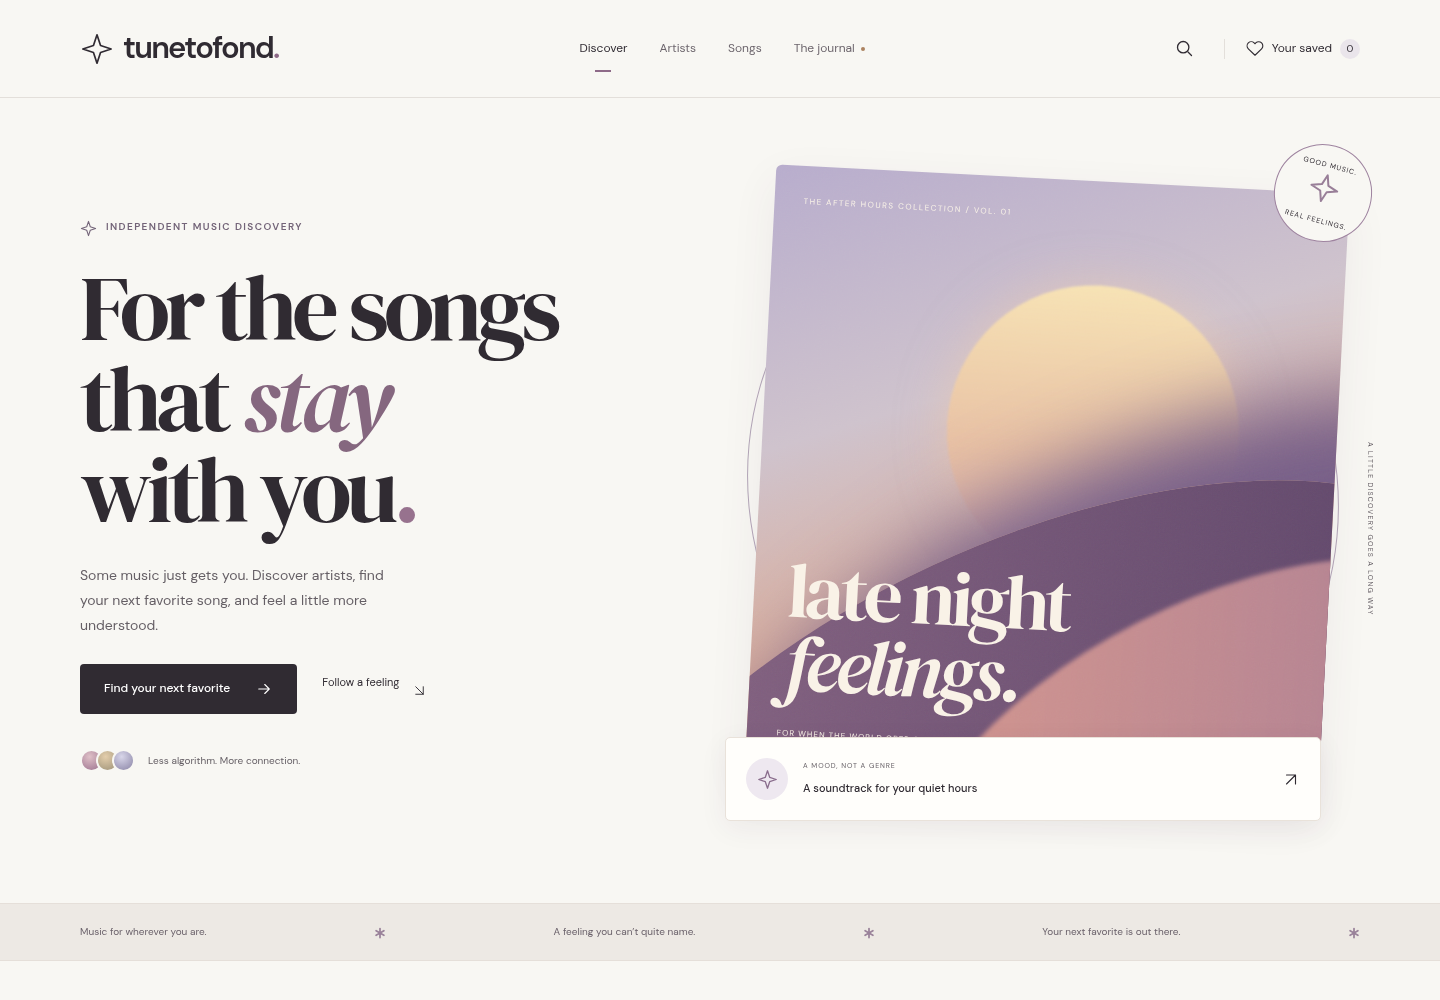 tunetofond.
Discover
Artists
Songs
The journal
Your saved
0
INDEPENDENT MUSIC DISCOVERY
For the songs
that stay
with you.
Some music just gets you. Discover artists, find
your next favorite song, and feel a little more
understood.
Find your next favorite
Follow a feeling
Less algorithm. More connection.
THE AFTER HOURS COLLECTION / VOL. 01
GOOD MUSIC.
REAL FEELINGS.
late night
feelings.
FOR WHEN THE WORLD
A MOOD, NOT A GENRE
A soundtrack for your quiet hours
A LITTLE DISCOVERY GOES A LONG WAY
Music for wherever you are.
A feeling you can’t quite name.
Your next favorite is out there.